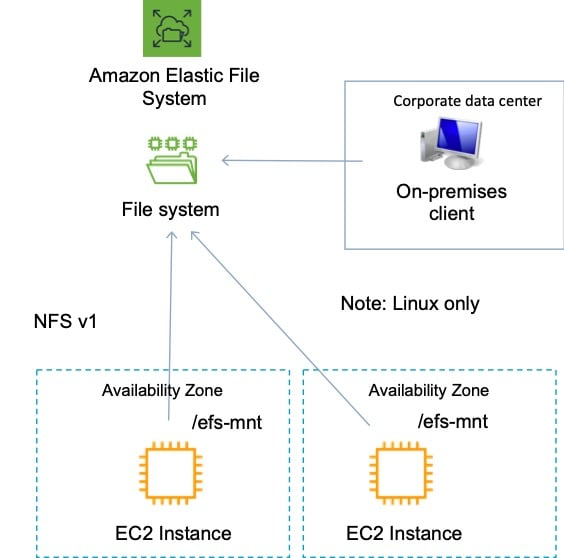 Amazon Elastic File
System
Corporate data center
On-premises
client
File system
Note: Linux only
NFS v1
Availability Zone
/efs-mnt
EC2 Instance
Availability Zone
/efs-mnt
EC2 Instance